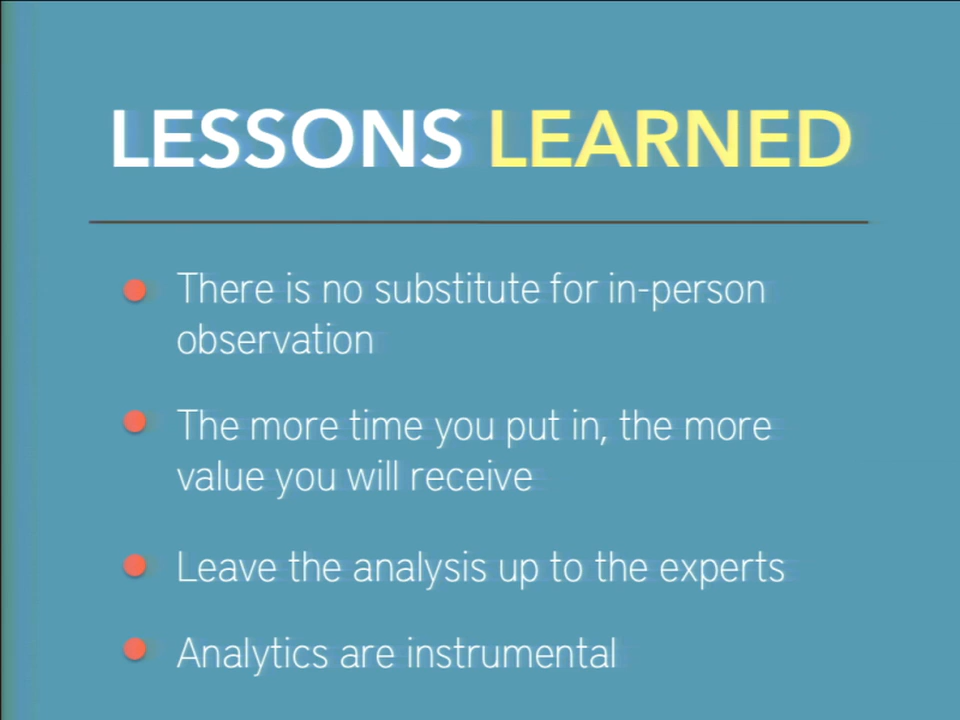 LESSONS LEARNED
There is no substitute for in-person
observation
The more time you put in, the more
value you will receive
Leave the analysis up to the experts
Analytics are instrumental